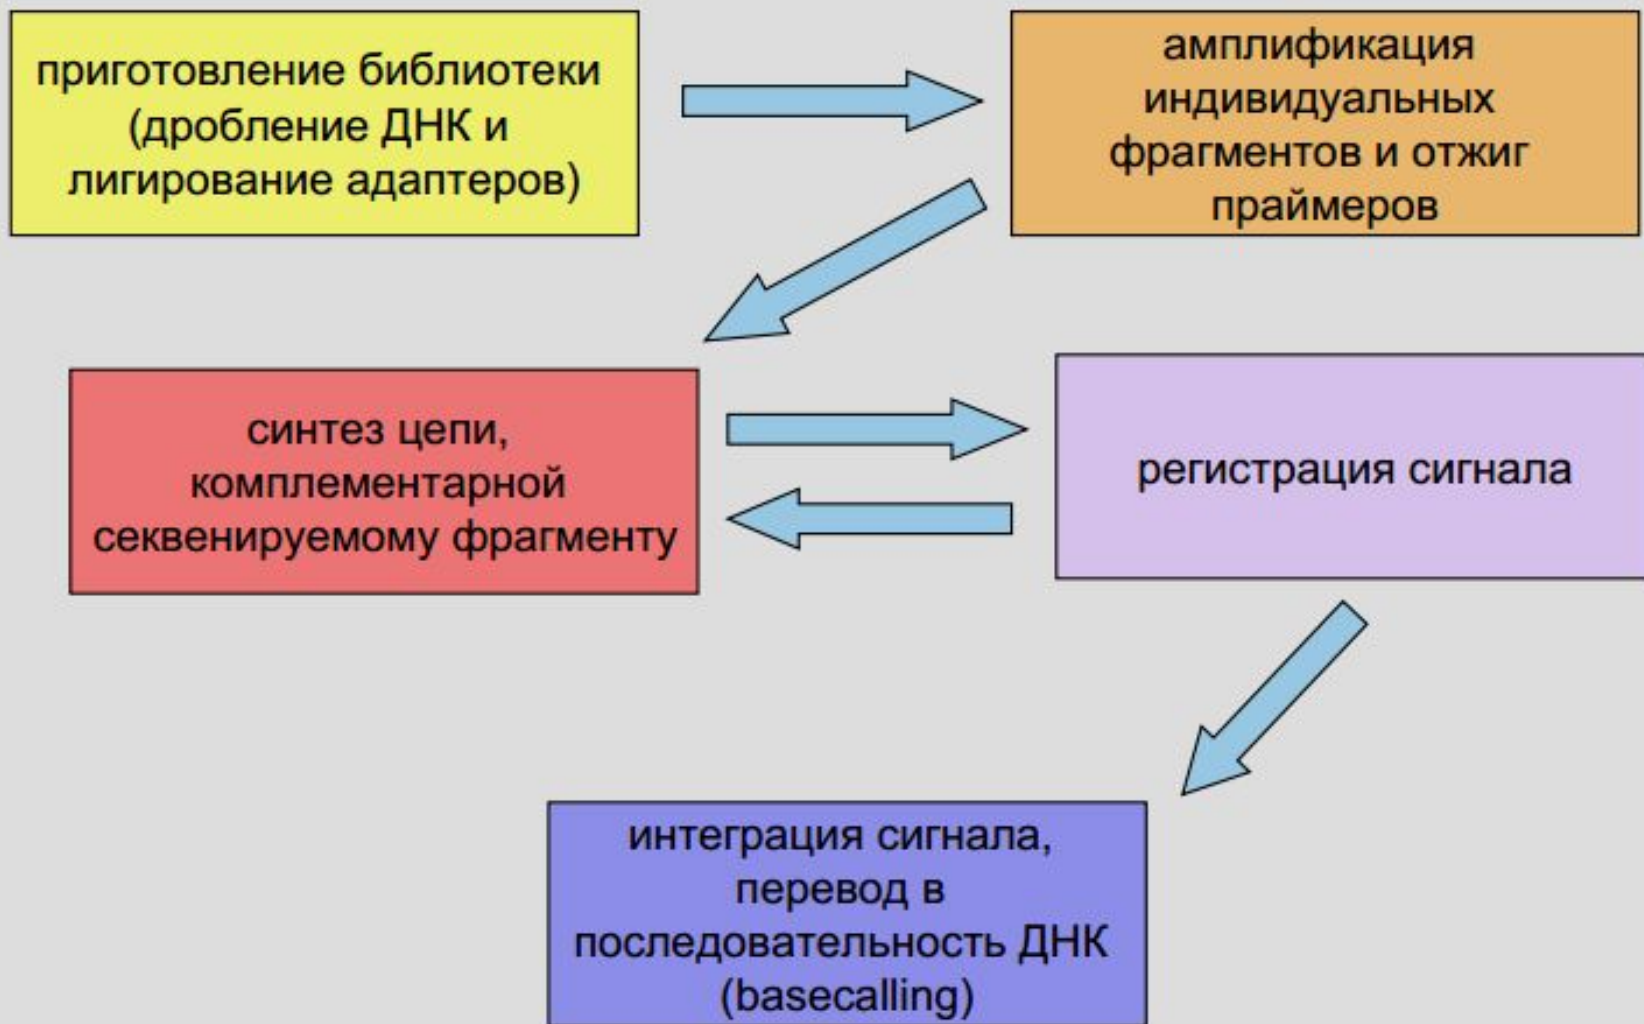 приготовление библиотеки
(дробление ДНК и
лигирование адаптеров)
амплификация
индивидуальных
фрагментов и отжиг
праймеров
синтез цепи,
комплементарной
секвенируемому фрагменту
регистрация сигнала
интеграция сигнала,
перевод в
последовательность ДНК
(basecalling)